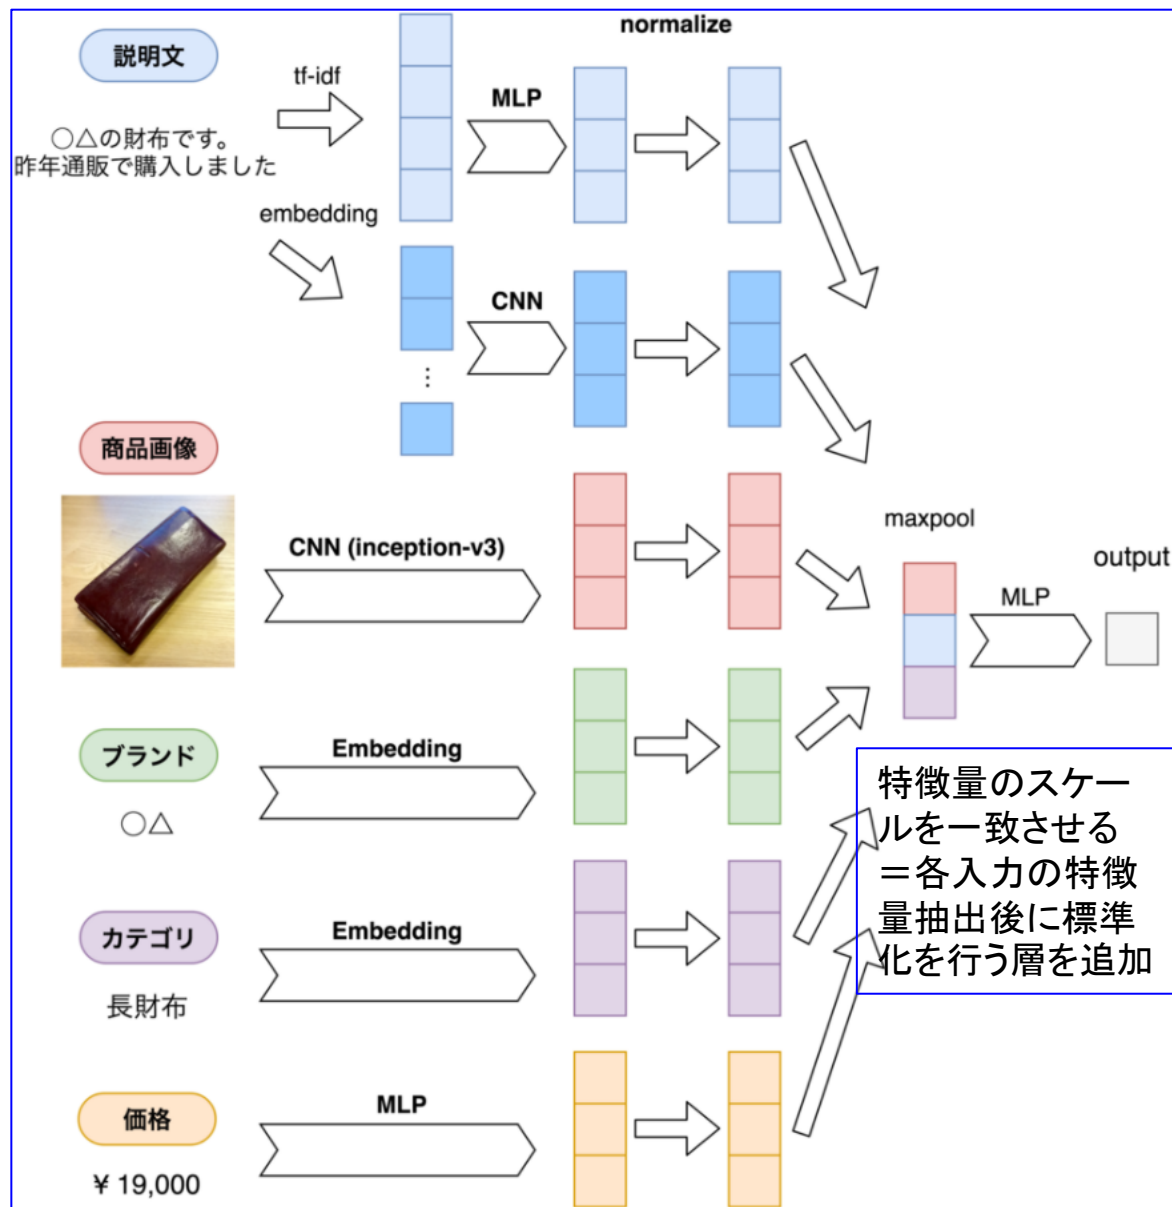 normalize
説明文
tf-idf
MLP
○△の財布です。
昨年通販で購入しました
embedding
CNN
⋮
商品画像
CNN (inception-v3)
maxpool
output
MLP
ブランド
Embedding
○△
特徴量のスケー
ルを一致させる
＝各入力の特徴
量抽出後に標準
化を行う層を追加
カテゴリ
Embedding
長財布
価格
MLP
¥ 19,000